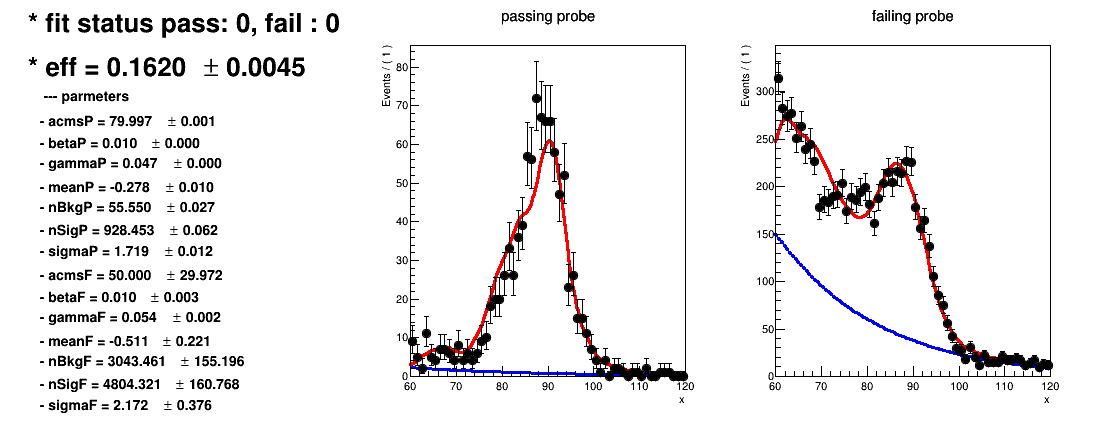 * fit status pass: 0, fail : 0
* eff = 0.1620 ± 0.0045
--- parmeters
- acmsP = 79.997 ± 0.001
- betaP = 0.010 ± 0.000
- gammaP = 0.047 ± 0.000
- meanP = -0.278 ± 0.010
- nBkgP = 55.550 ± 0.027
- nSigP = 928.453 ± 0.062
- sigmaP = 1.719 ± 0.012
- acmsF = 50.000 ± 29.972
- betaF = 0.010 ± 0.003
- gammaF = 0.054 ± 0.002
- meanF = -0.511 ± 0.221
- nBkgF = 3043.461 ± 155.196
- nSigF = 4804.321 ± 160.768
- sigmaF = 2.172 ± 0.376
passing probe
Events / ( 1 )
80
70
60
50
40
30
20
10
0
60 70 80 90 100 110 120
x
failing probe
Events / ( 1 )
300
250
200
150
100
50
0
60 70 80 90 100 110 120
x